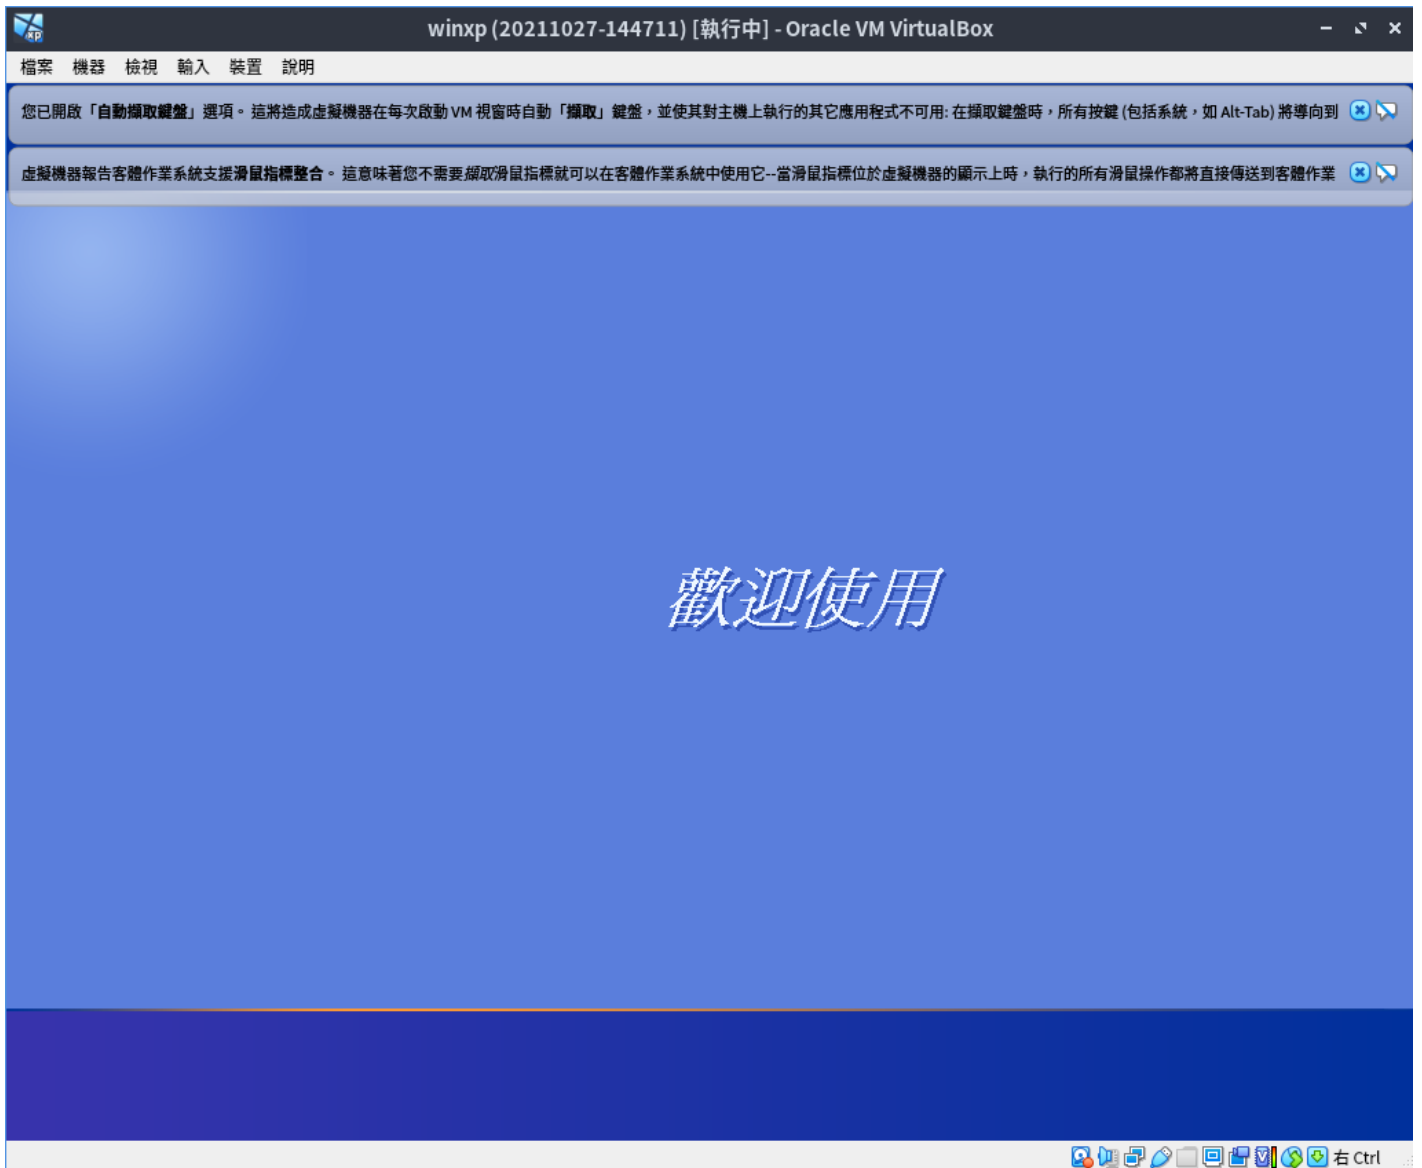 winxp (20211027-144711) [執行中] - Oracle VM VirtualBox
檔案 機器 檢視 輸入 裝置 說明
您已開啟「自動擷取鍵盤」選項。這將造成虛擬機器在每次啟動 VM 視窗時自動「擷取」鍵盤，並使其對主機上執行的其它應用程式不可用: 在擷取鍵盤時，所有按鍵 (包括系統，如 Alt-Tab) 將導向到
虛擬機器報告客體作業系統支援滑鼠指標整合。這意味著您不需要擷取滑鼠指標就可以在客體作業系統中使用它--當滑鼠指標位於虛擬機器的顯示上時，執行的所有滑鼠操作都將直接傳送到客體作業
歡迎使用
右 Ctrl